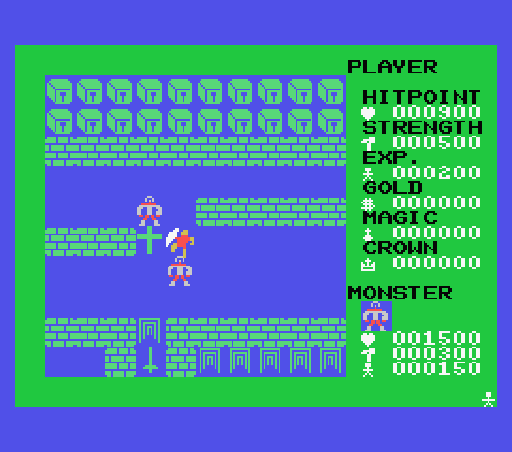 PLAYER
HITPOINT
000900
STRENGTH
000500
EXP.
000200
GOLD
000000
MAGIC
000000
CROWN
000000
MONSTER
001500
000300
000150